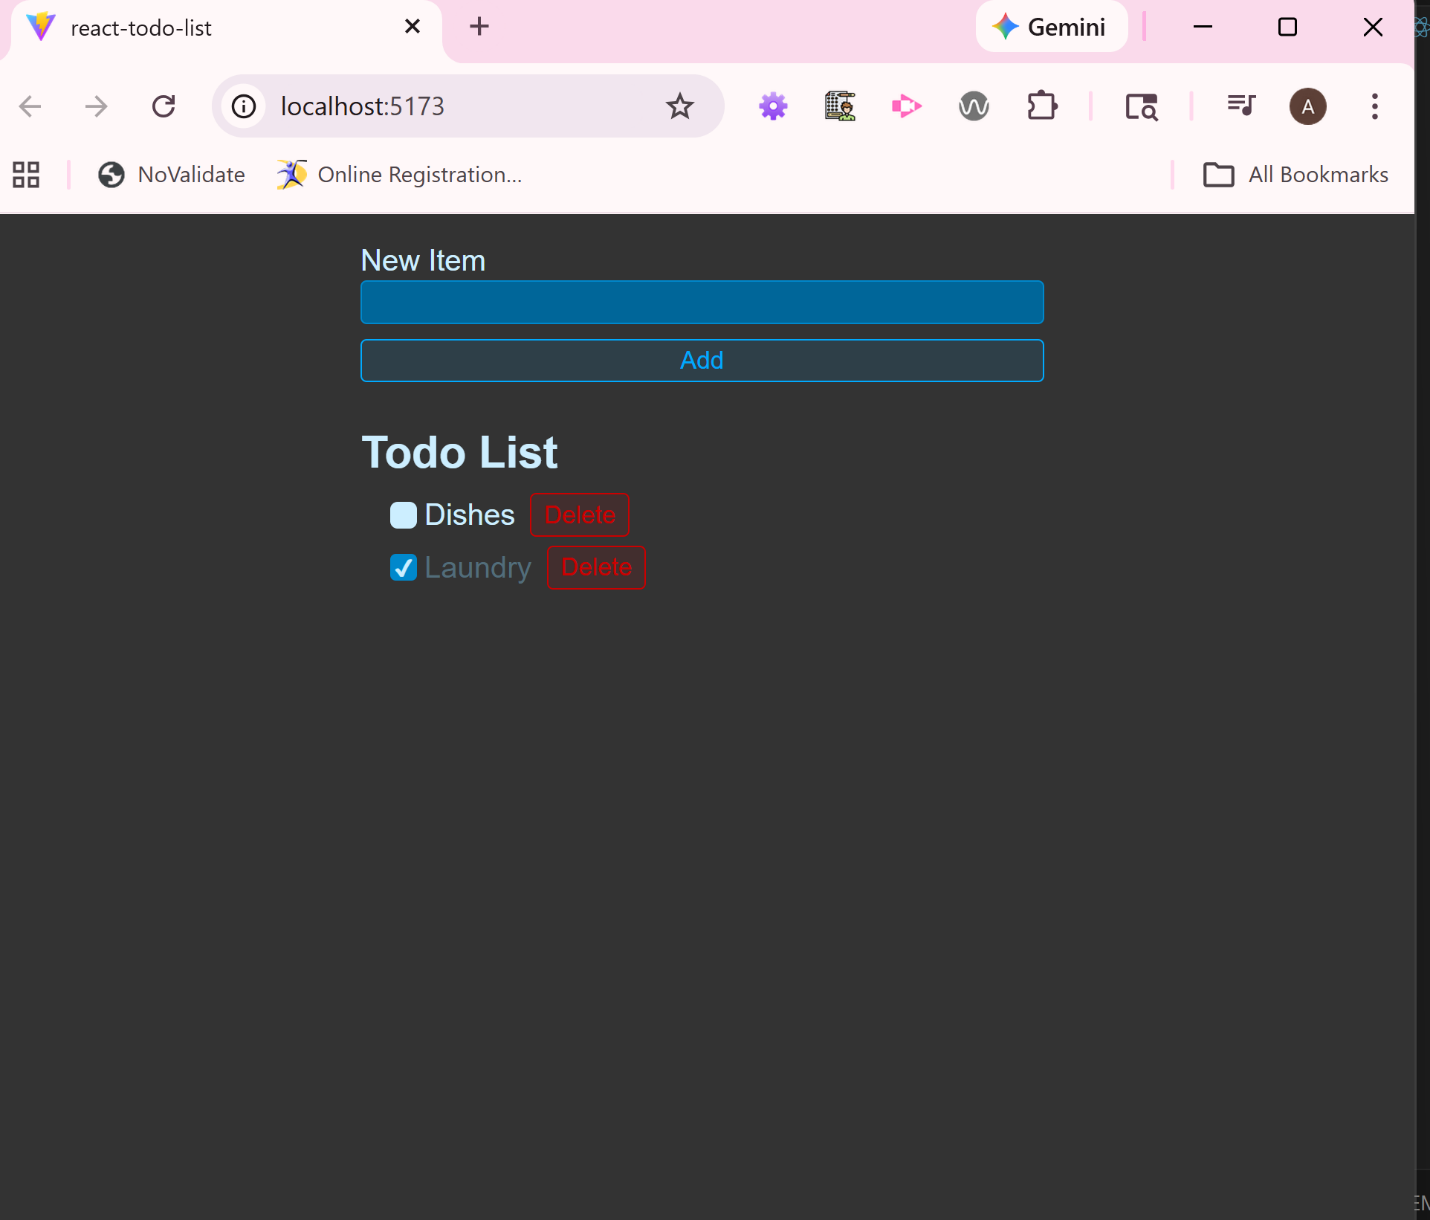 react-todo-list
Gemini
localhost:5173
A
NoValidate
Online Registration...
All Bookmarks
New Item
Add
Todo List
Dishes Delete
Laundry Delete